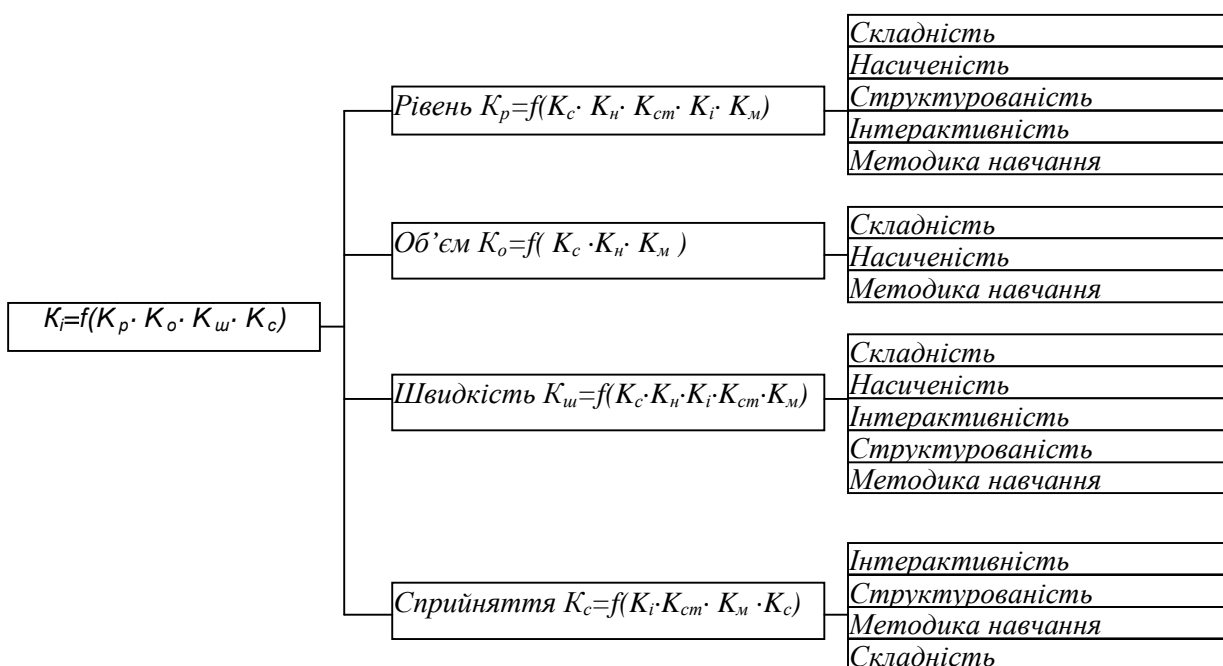 Складність
Насиченість
Рівень Kр=f(Kс· Kн· Kст· Kі· Kм)
Структурованість
Інтерактивність
Методика навчання
Складність
Об’єм Kо=f( Kс ·Kн· Kм )
Насиченість
Методика навчання
Kі=f(Kр· Kо· Kш· Kс)
Складність
Насиченість
Швидкість Kш=f(Kс·Kн·Kі·Kст·Kм)
Інтерактивність
Структурованість
Методика навчання
Інтерактивність
Структурованість
Сприйняття Kс=f(Kі·Kст· Kм ·Kс)
Методика навчання
Складність